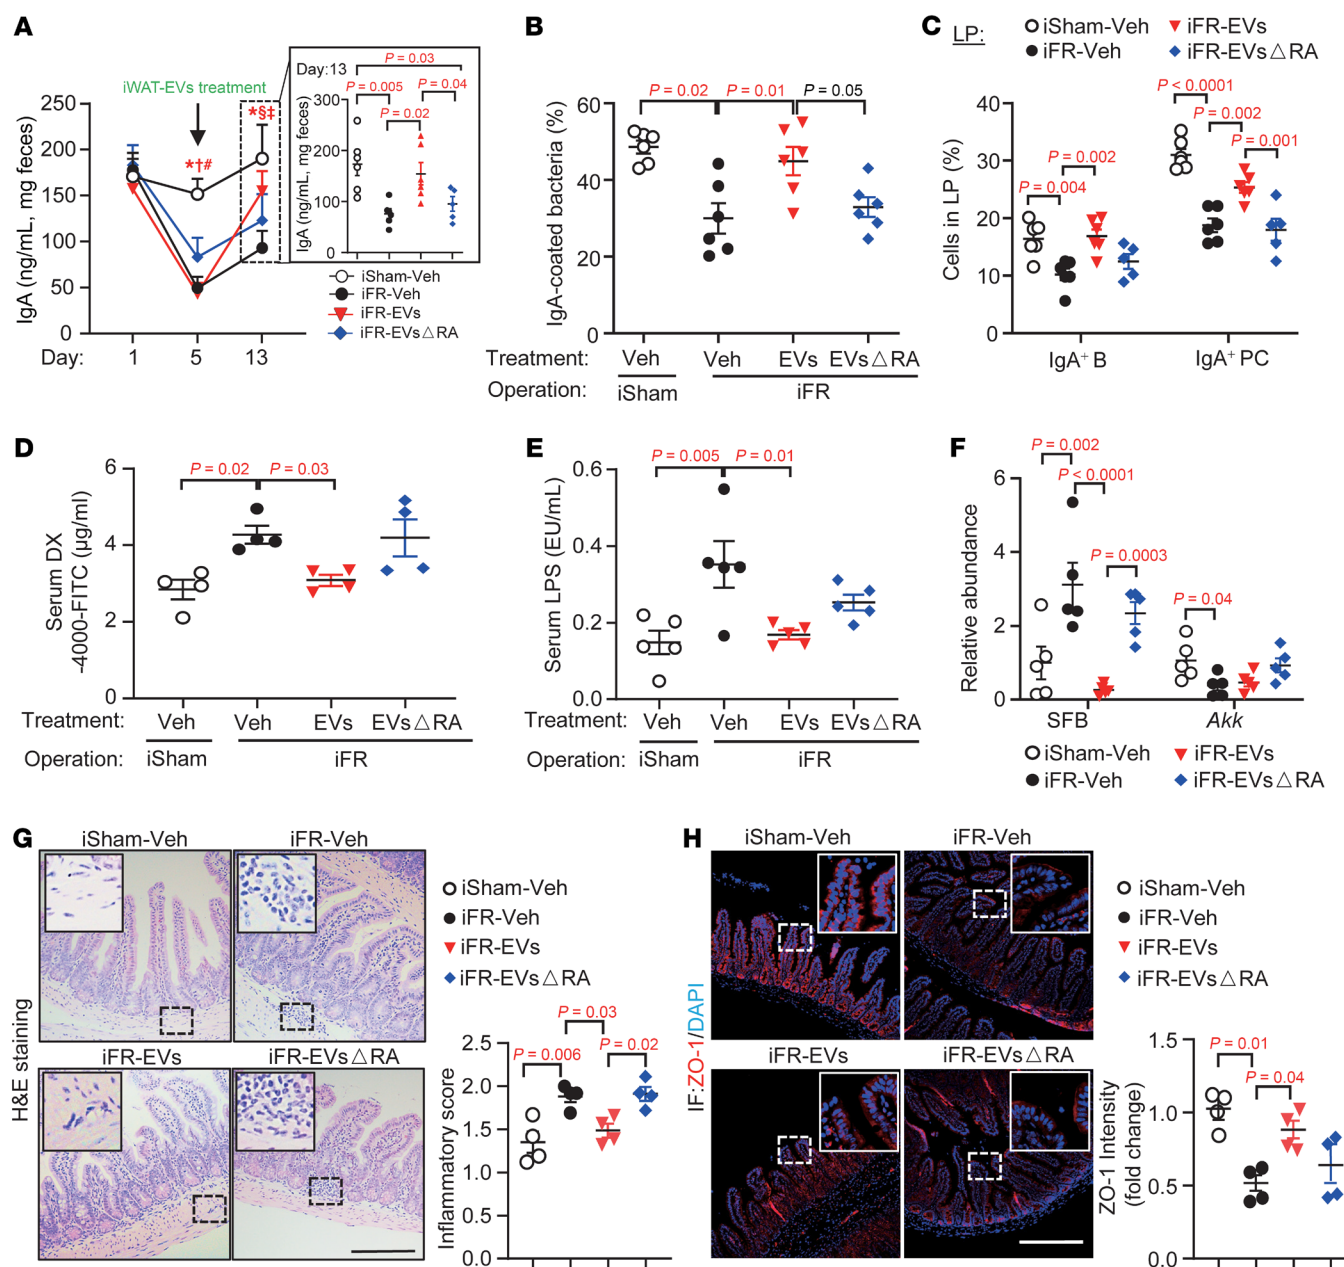 A
iWAT-EVs treatment
IgA (ng/mL, mg feces)
250
200
150
100
50
0
*†#
*§‡
Day: 1 5 13
Day:13
P = 0.03
P = 0.005
P = 0.04
P = 0.02
IgA (ng/mL, mg feces)
300
200
100
0
iSham-Veh
iFR-Veh
iFR-EVs
iFR-EVs△RA
B
IgA-coated bacteria (%)
60
40
20
0
P = 0.02
P = 0.01
P = 0.05
Treatment: Veh Veh EVs EVs△RA
Operation: iSham iFR
C
LP:
iSham-Veh
iFR-EVs
iFR-Veh
iFR-EVs△RA
Cells in LP (%)
40
30
20
10
0
P < 0.0001
P = 0.002
P = 0.001
P = 0.002
P = 0.004
IgA⁺ B
IgA⁺ PC
D
Serum DX
-4000-FITC (μg/ml)
6
4
2
0
P = 0.02
P = 0.03
Treatment: Veh Veh EVs EVs△RA
Operation: iSham iFR
E
Serum LPS (EU/mL)
0.6
0.4
0.2
0.0
P = 0.005
P = 0.01
Treatment: Veh Veh EVs EVs△RA
Operation: iSham iFR
F
Relative abundance
6
4
2
0
P = 0.002
P < 0.0001
P = 0.0003
P = 0.04
SFB
Akk
iSham-Veh
iFR-EVs
iFR-Veh
iFR-EVs△RA
G
H&E staining
iSham-Veh
iFR-Veh
iFR-EVs
iFR-EVs△RA
iSham-Veh
iFR-Veh
iFR-EVs
iFR-EVs△RA
Inflammatory score
2.5
2.0
1.5
1.0
0.5
0.0
P = 0.03
P = 0.006
P = 0.02
H
IF:ZO-1/DAPI
iSham-Veh
iFR-Veh
iFR-EVs
iFR-EVs△RA
iSham-Veh
iFR-Veh
iFR-EVs
iFR-EVs△RA
ZO-1 Intensity
(fold change)
1.5
1.0
0.5
0.0
P = 0.01
P = 0.04